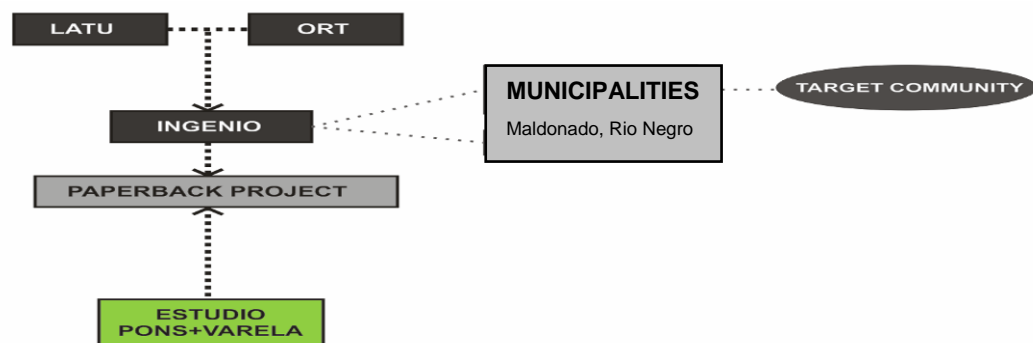 LATU
ORT
INGENIO
MUNICIPALITIES
Maldonado, Rio Negro
TARGET COMMUNITY
PAPERBACK PROJECT
ESTUDIO
PONS+VARELA